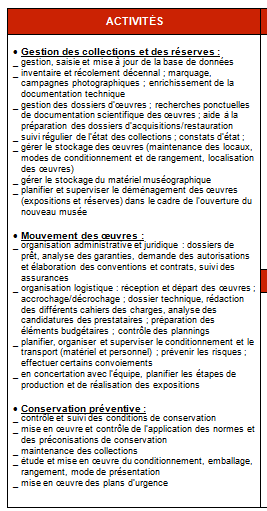 ACTIVITÉS
• Gestion des collections et des réserves :
_ gestion, saisie et mise à jour de la base de données
_ inventaire et récolement décennal ; marquage,
campagnes photographiques ; enrichissement de la
documentation technique
_ gestion des dossiers d'œuvres ; recherches ponctuelles
de documentation scientifique des œuvres ; aide à la
préparation des dossiers d'acquisitions/restauration
_ suivi régulier de l'état des collections ; constats d'état ;
_ gérer le stockage des œuvres (maintenance des locaux,
modes de conditionnement et de rangement, localisation
des œuvres)
_ gérer le stockage du matériel muséographique
_ planifier et superviser le déménagement des œuvres
(expositions et réserves) dans le cadre de l'ouverture du
nouveau musée
• Mouvement des œuvres :
_ organisation administrative et juridique : dossiers de
prêt, analyse des garanties, demande des autorisations
et élaboration des conventions et contrats, suivi des
assurances
_ organisation logistique : réception et départ des œuvres ;
accrochage/décrochage ; dossier technique, rédaction
des différents cahiers des charges, analyse des
candidatures des prestataires ; préparation des
éléments budgétaires ; contrôle des plannings
_ planifier, organiser et superviser le conditionnement et le
transport (matériel et personnel) ; prévenir les risques ;
effectuer certains convoiements
_ en concertation avec l'équipe, planifier les étapes de
production et de réalisation des expositions
• Conservation préventive :
_ contrôle et suivi des conditions de conservation
_ mise en œuvre et contrôle de l'application des normes et
des préconisations de conservation
_ maintenance des collections
_ étude et mise en œuvre du conditionnement, emballage,
rangement, mode de présentation
_ mise en œuvre des plans d'urgence